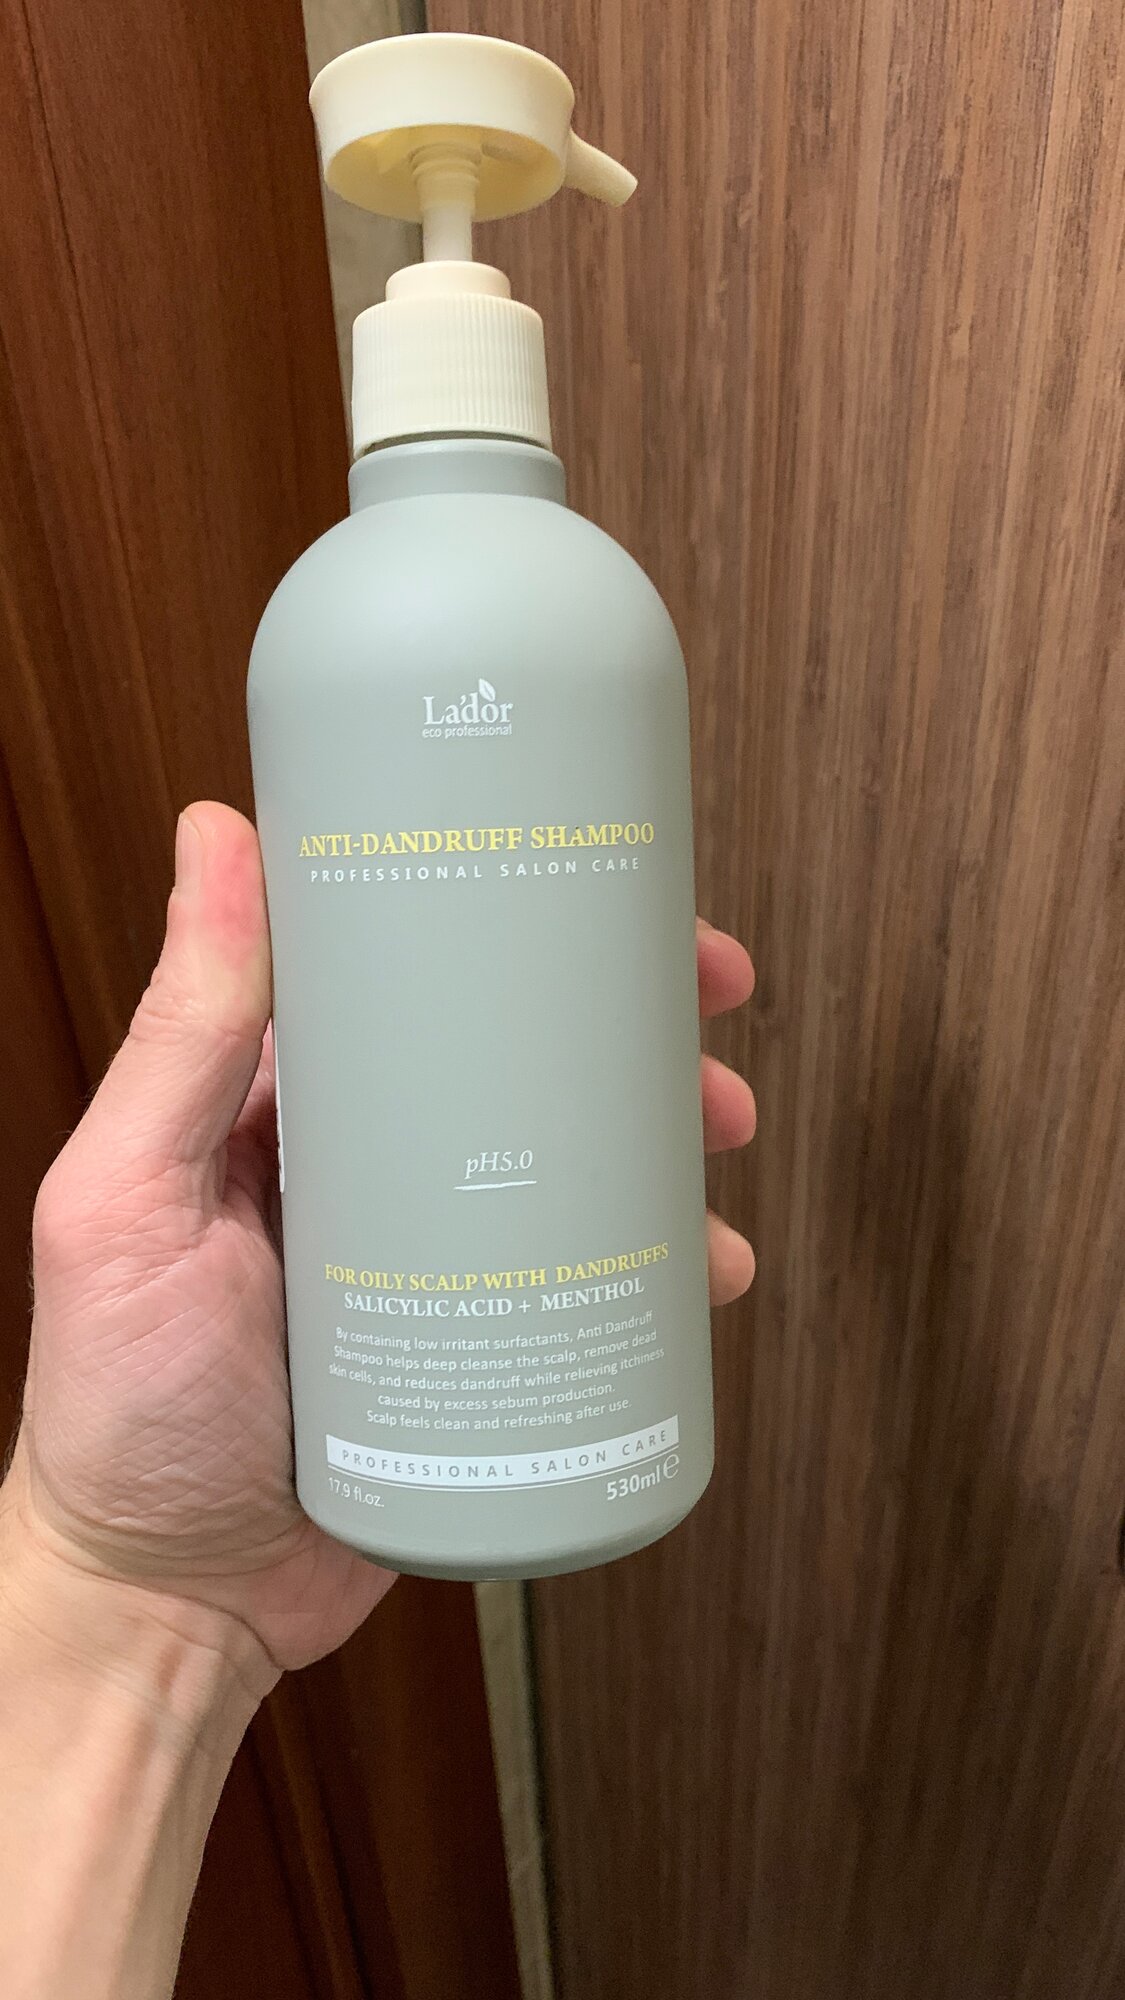 La'dor
eco professional
ANTI-DANDRUFF SHAMPOO
PROFESSIONAL SALON CARE
pH5.0
FOR OILY SCALP WITH DANDRUFFS
SALICYLIC ACID + MENTHOL
By containing low irritant surfactants, Anti Dandruff
Shampoo helps deep cleanse the scalp, remove dead
skin cells, and reduces dandruff while relieving itchiness
caused by excess sebum production.
Scalp feels clean and refreshing after use.
PROFESSIONAL SALON CARE
17.9 fl.oz.
530ml ℮